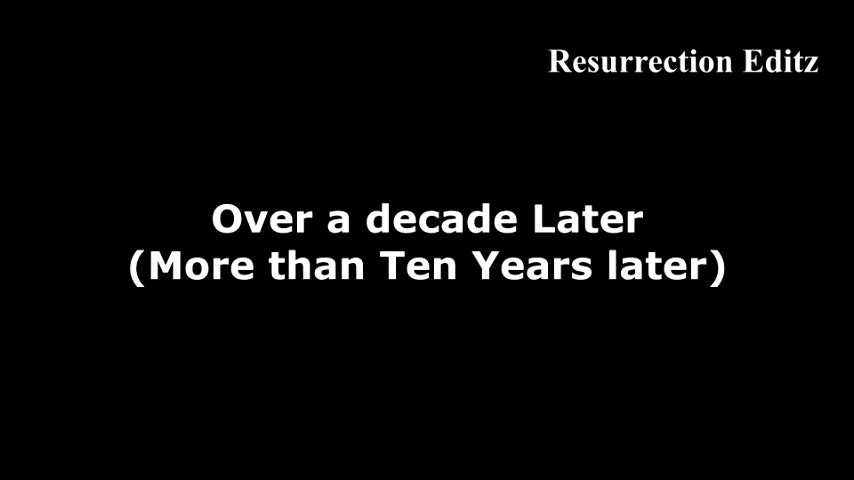 Resurrection Editz
Over a decade Later
(More than Ten Years later)